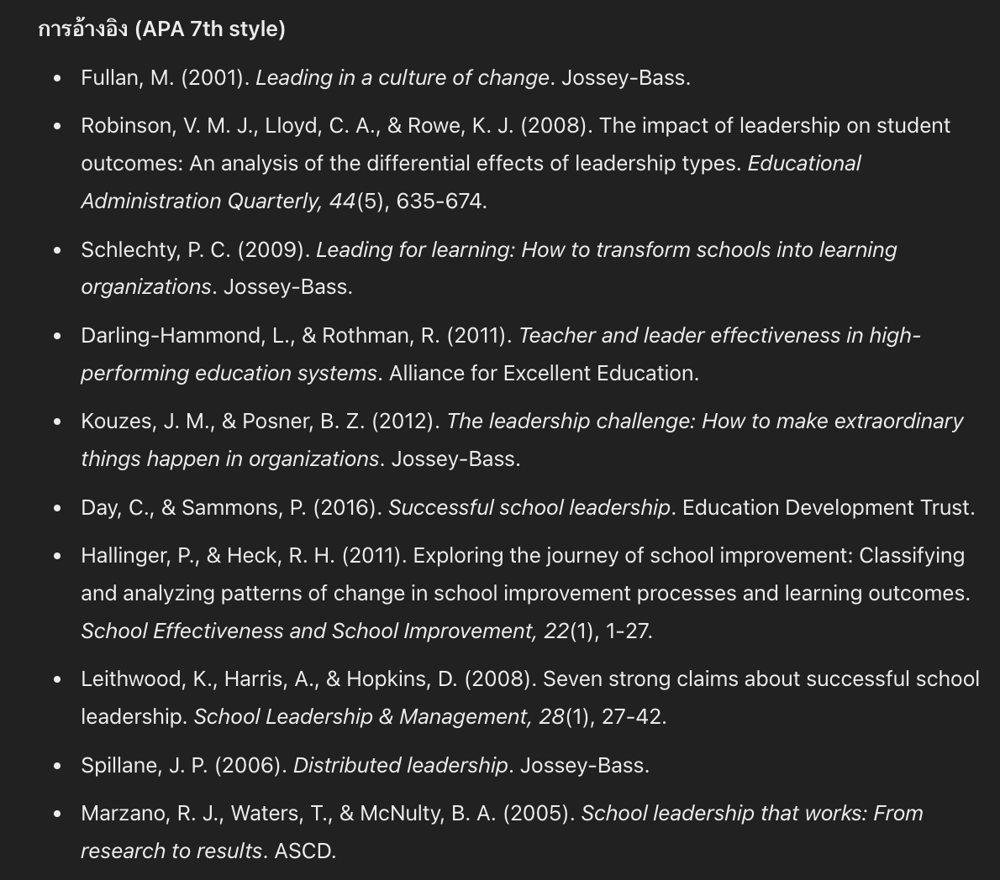 การอ้างอิง (APA 7th style)
• Fullan, M. (2001). Leading in a culture of change. Jossey-Bass.
• Robinson, V. M. J., Lloyd, C. A., & Rowe, K. J. (2008). The impact of leadership on student
outcomes: An analysis of the differential effects of leadership types. Educational
Administration Quarterly, 44(5), 635-674.
• Schlechty, P. C. (2009). Leading for learning: How to transform schools into learning
organizations. Jossey-Bass.
• Darling-Hammond, L., & Rothman, R. (2011). Teacher and leader effectiveness in high-
performing education systems. Alliance for Excellent Education.
• Kouzes, J. M., & Posner, B. Z. (2012). The leadership challenge: How to make extraordinary
things happen in organizations. Jossey-Bass.
• Day, C., & Sammons, P. (2016). Successful school leadership. Education Development Trust.
• Hallinger, P., & Heck, R. H. (2011). Exploring the journey of school improvement: Classifying
and analyzing patterns of change in school improvement processes and learning outcomes.
School Effectiveness and School Improvement, 22(1), 1-27.
• Leithwood, K., Harris, A., & Hopkins, D. (2008). Seven strong claims about successful school
leadership. School Leadership & Management, 28(1), 27-42.
• Spillane, J. P. (2006). Distributed leadership. Jossey-Bass.
• Marzano, R. J., Waters, T., & McNulty, B. A. (2005). School leadership that works: From
research to results. ASCD.